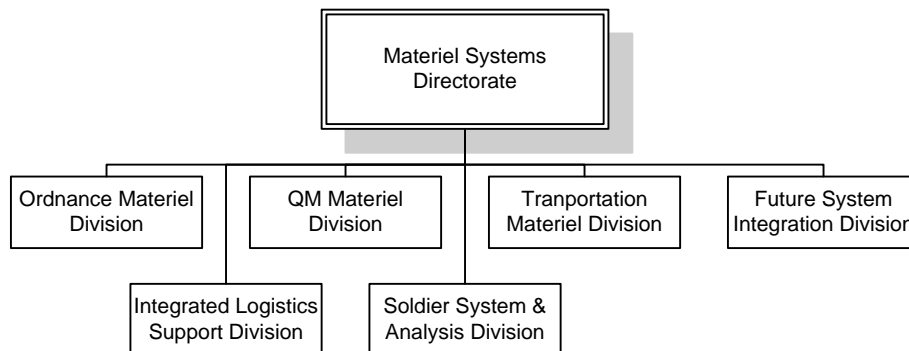 Materiel Systems
Directorate
Ordnance Materiel
Division
QM Materiel
Division
Tranportation
Materiel Division
Future System
Integration Division
Integrated Logistics
Support Division
Soldier System &
Analysis Division